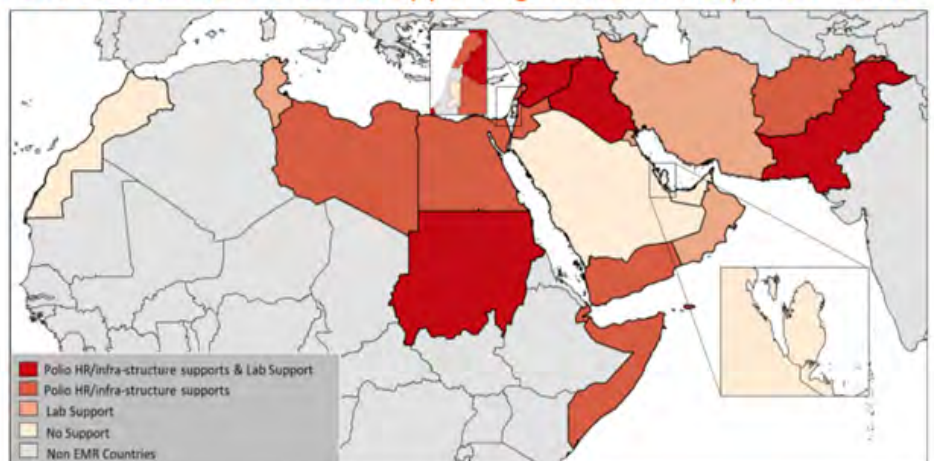 Polio HR/infra-structure supports & Lab Support
Polio HR/infra-structure supports
Lab Support
No Support
Non EMR Countries